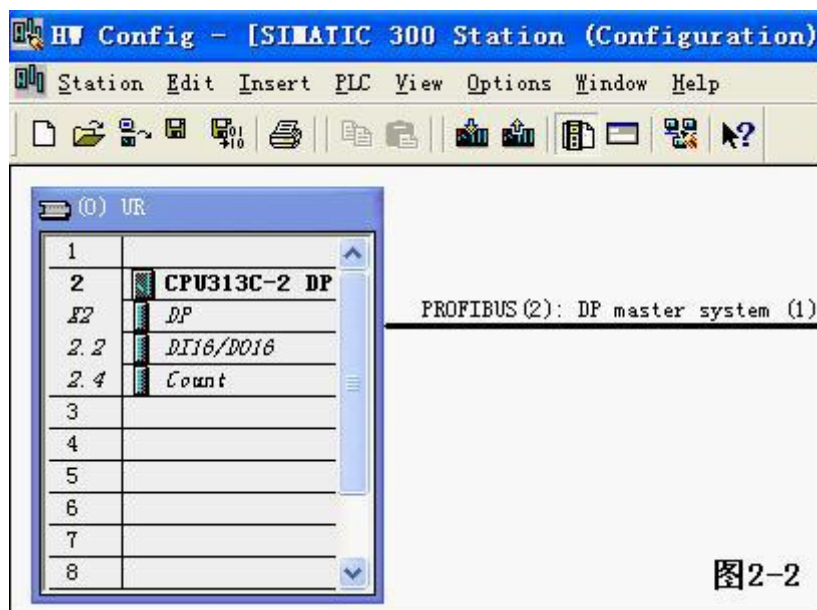 HW Config - [SIMATIC 300 Station (Configuration)
Station Edit Insert PLC View Options Window Help
(0) UR
1
2 CPU313C-2 DP
X2 DP
PROFIBUS(2): DP master system (1)
2.2 DI16/DO16
2.4 Count
3
4
5
6
7
8
图2-2